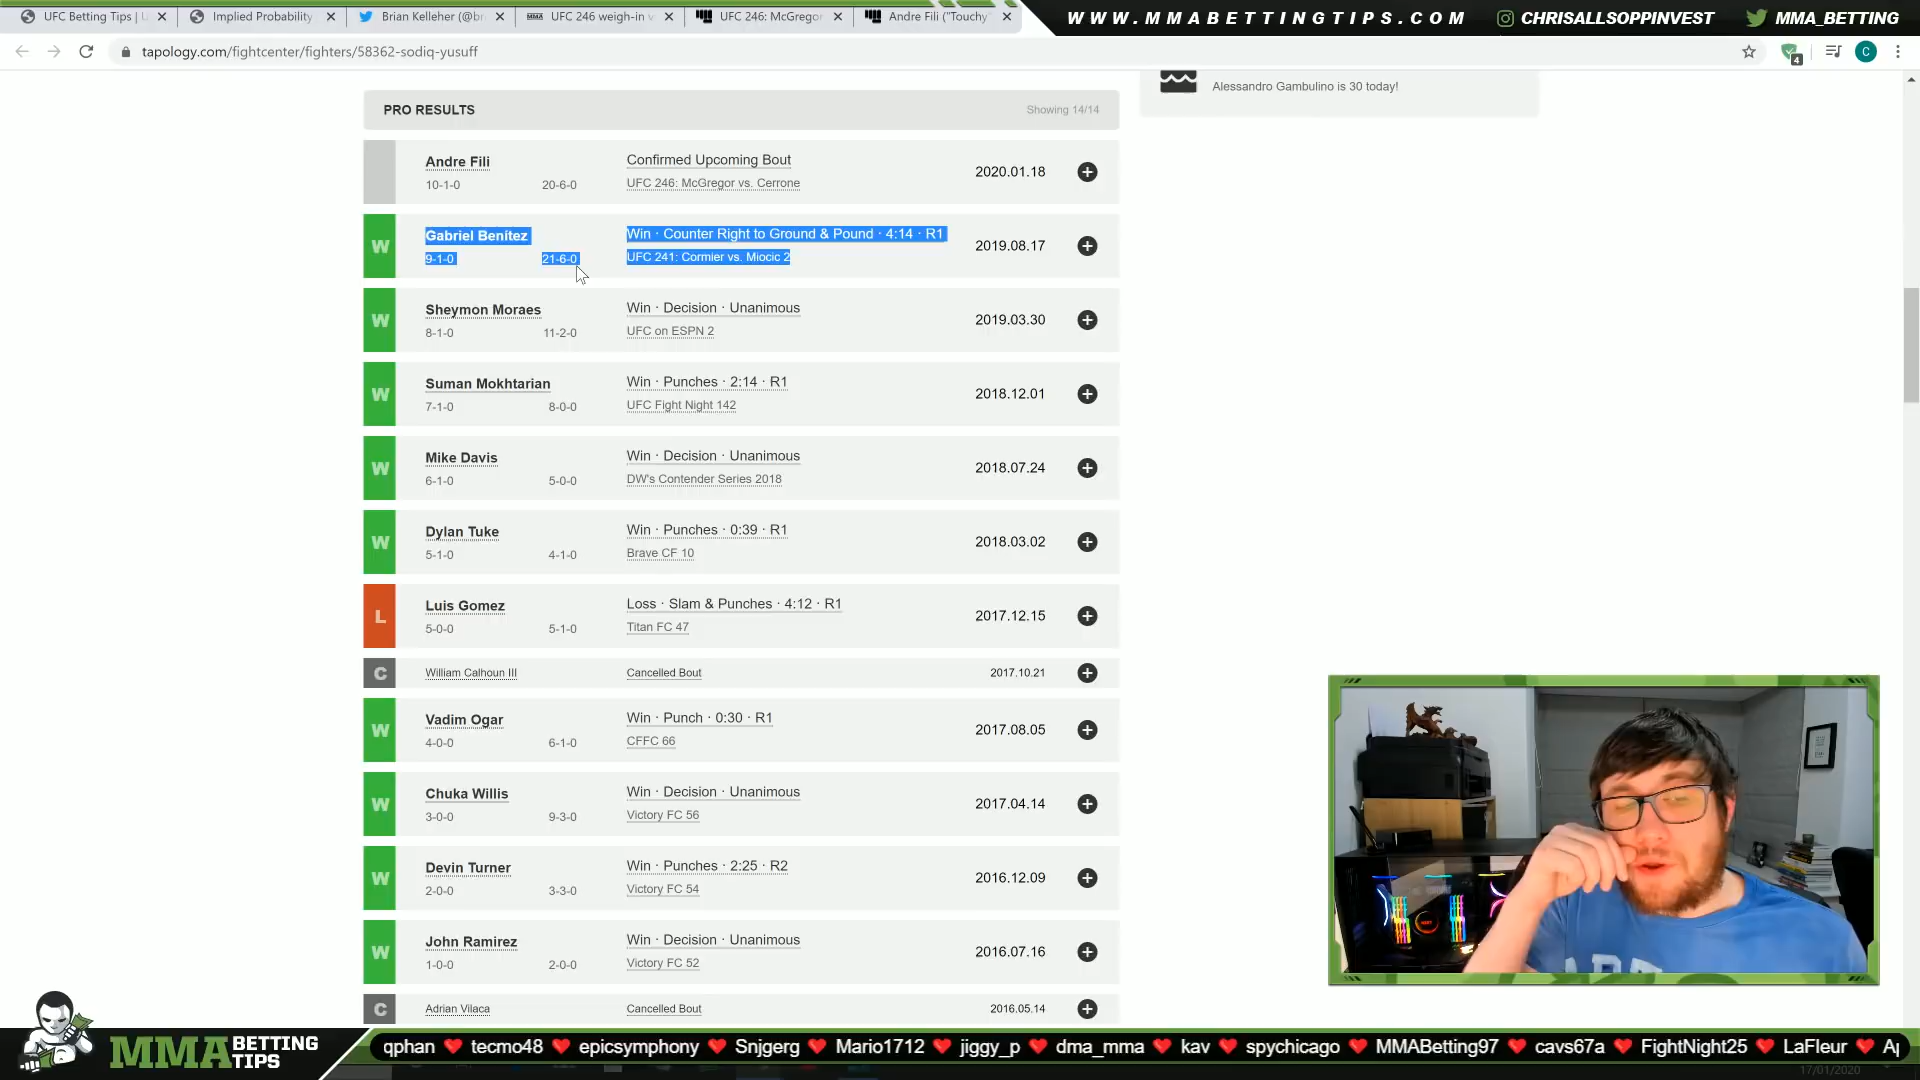 UFC Betting Tips | U
Implied Probability
Brian Kelleher (@br
UFC 246 weigh-in v
UFC 246: McGregor
Andre Fili ("Touchy"
WWW.MMABETTINGTIPS.COM
CHRISALLSOPPINVEST
MMA_BETTING
tapology.com/fightcenter/fighters/58362-sodiq-yusuff
4
C
Alessandro Gambulino is 30 today!
PRO RESULTS
Showing 14/14
Andre Fili
Confirmed Upcoming Bout
2020.01.18
10-1-0
20-6-0
UFC 246: McGregor vs. Cerrone
W
Gabriel Benítez
Win · Counter Right to Ground & Pound · 4:14 · R1
2019.08.17
9-1-0
21-6-0
UFC 241: Cormier vs. Miocic 2
W
Sheymon Moraes
Win · Decision · Unanimous
2019.03.30
8-1-0
11-2-0
UFC on ESPN 2
W
Suman Mokhtarian
Win · Punches · 2:14 · R1
2018.12.01
7-1-0
8-0-0
UFC Fight Night 142
W
Mike Davis
Win · Decision · Unanimous
2018.07.24
6-1-0
5-0-0
DW's Contender Series 2018
W
Dylan Tuke
Win · Punches · 0:39 · R1
2018.03.02
5-1-0
4-1-0
Brave CF 10
L
Luis Gomez
Loss · Slam & Punches · 4:12 · R1
2017.12.15
5-0-0
5-1-0
Titan FC 47
C
William Calhoun III
Cancelled Bout
2017.10.21
W
Vadim Ogar
Win · Punch · 0:30 · R1
2017.08.05
4-0-0
6-1-0
CFFC 66
W
Chuka Willis
Win · Decision · Unanimous
2017.04.14
3-0-0
9-3-0
Victory FC 56
W
Devin Turner
Win · Punches · 2:25 · R2
2016.12.09
2-0-0
3-3-0
Victory FC 54
W
John Ramirez
Win · Decision · Unanimous
2016.07.16
1-0-0
2-0-0
Victory FC 52
C
Adrian Vilaca
Cancelled Bout
2016.05.14
MMA BETTING TIPS
qphan ❤ tecmo48 ❤ epicsymphony ❤ Snjgerg ❤ Mario1712 ❤ jiggy_p ❤ dma_mma ❤ kav ❤ spychicago ❤ MMABetting97 ❤ cavs67a ❤ FightNight25 ❤ LaFleur ❤
17/01/2020